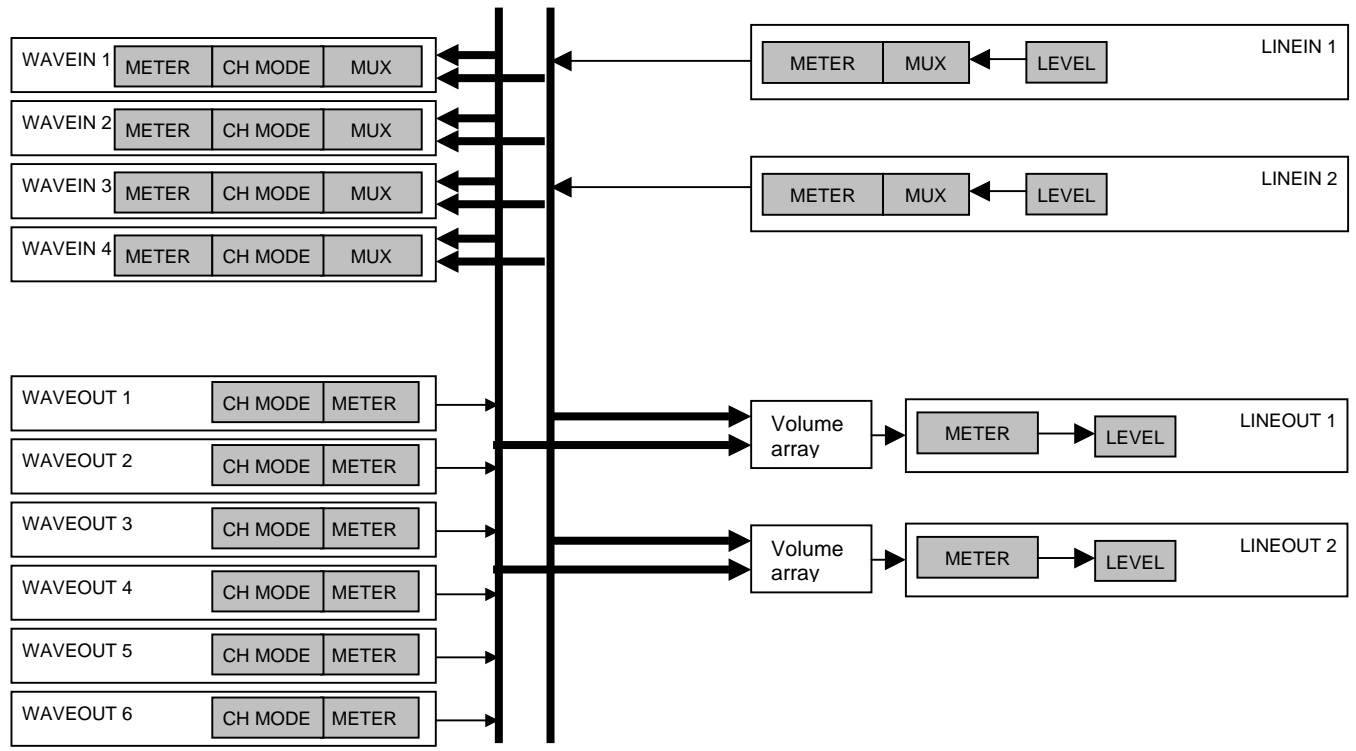 WAVEIN 1 METER CH MODE MUX
WAVEIN 2 METER CH MODE MUX
WAVEIN 3 METER CH MODE MUX
WAVEIN 4 METER CH MODE MUX
METER MUX LEVEL LINEIN 1
METER MUX LEVEL LINEIN 2
WAVEOUT 1 CH MODE METER
WAVEOUT 2 CH MODE METER
WAVEOUT 3 CH MODE METER
WAVEOUT 4 CH MODE METER
WAVEOUT 5 CH MODE METER
WAVEOUT 6 CH MODE METER
Volume
array
METER LEVEL LINEOUT 1
Volume
array
METER LEVEL LINEOUT 2